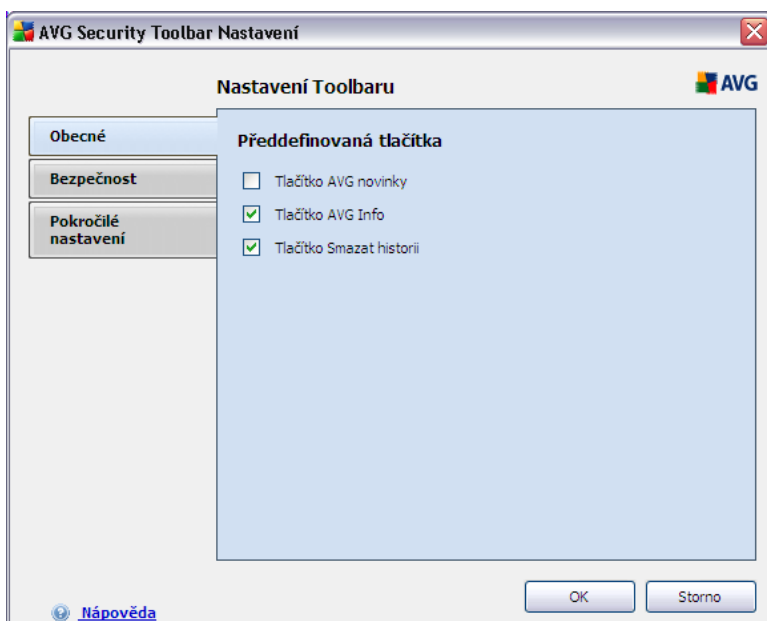 AVG Security Toolbar Nastavení
Nastavení Toolbaru
AVG
Obecné
Bezpečnost
Pokročilé
nastavení
Předdefinovaná tlačítka
Tlačítko AVG novinky
Tlačítko AVG Info
Tlačítko Smazat historii
OK
Storno
Nápověda